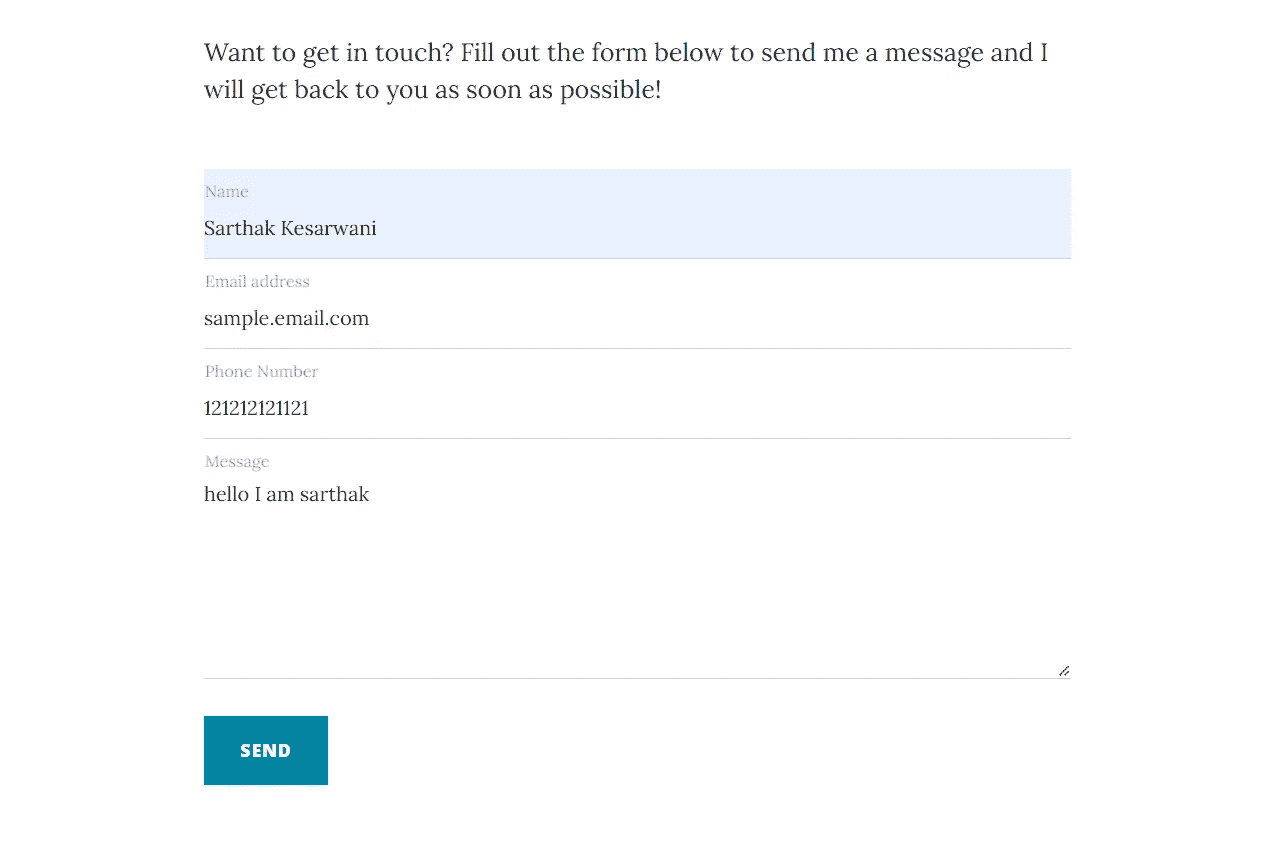 Want to get in touch? Fill out the form below to send me a message and I
will get back to you as soon as possible!
Name
Sarthak Kesarwani
Email address
sample.email.com
Phone Number
121212121121
Message
hello I am sarthak
SEND